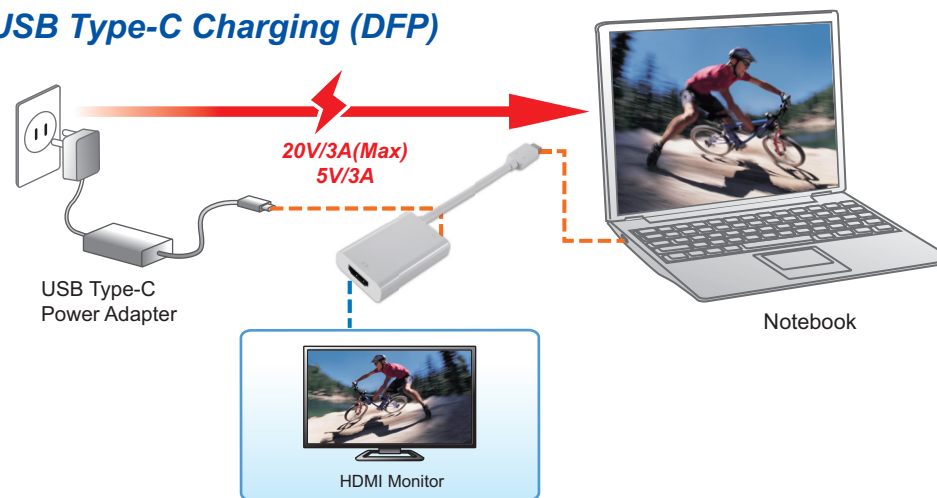 USB Type-C Charging (DFP)
20V/3A(Max)
5V/3A
USB Type-C
Power Adapter
Notebook
HDMI Monitor